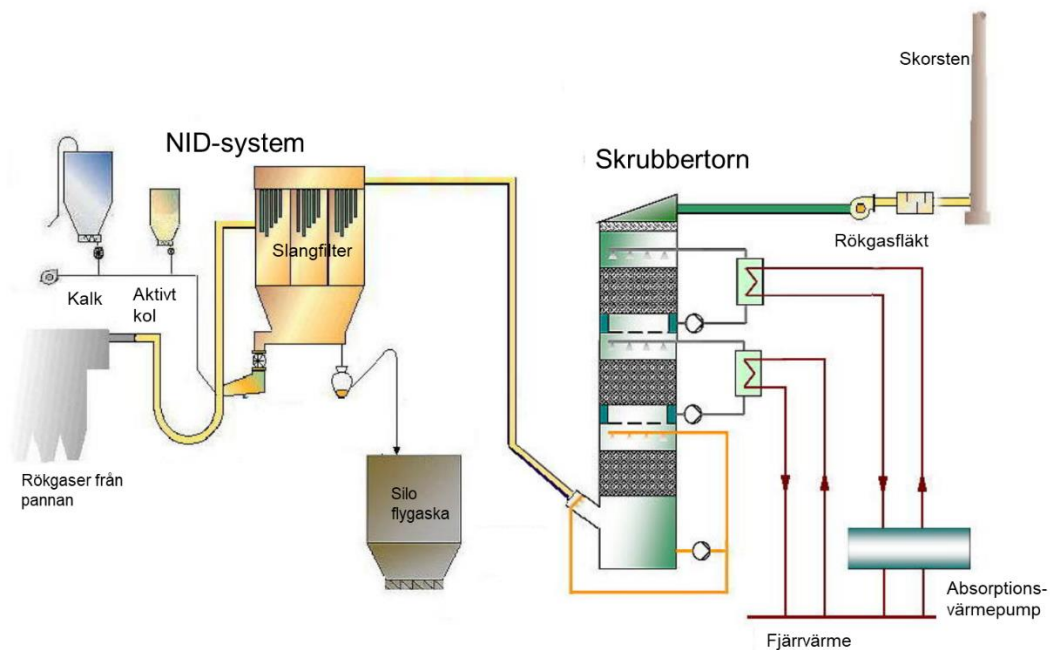 Skorsten
NID-system
Skrubbertorn
Slangfilter
Rökgasfläkt
Kalk
Aktivt
kol
Rökgaser från
pannan
Silo
flygaska
Absorptions-
värmepump
Fjärrvärme